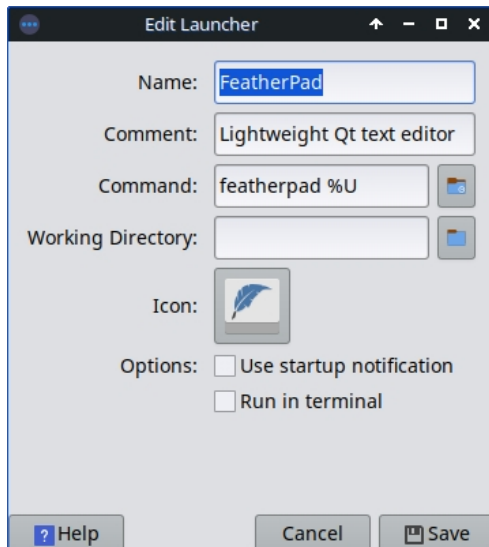 Edit Launcher
Name: FeatherPad
Comment: Lightweight Qt text editor
Command: featherpad %U
Working Directory:
Icon:
Options: Use startup notification
Run in terminal
? Help Cancel Save